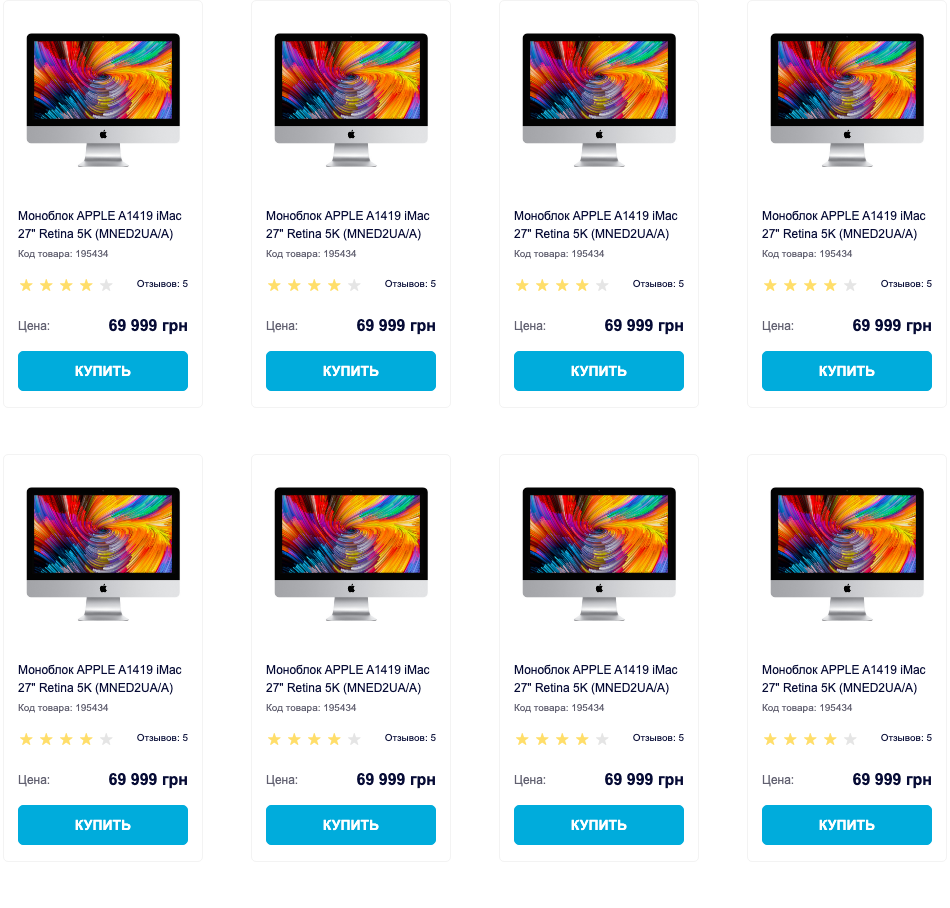 Моноблок APPLE A1419 iMac
27" Retina 5K (MNED2UA/A)
Код товара: 195434
Отзывов: 5
Цена: 69 999 грн
КУПИТЬ
Моноблок APPLE A1419 iMac
27" Retina 5K (MNED2UA/A)
Код товара: 195434
Отзывов: 5
Цена: 69 999 грн
КУПИТЬ
Моноблок APPLE A1419 iMac
27" Retina 5K (MNED2UA/A)
Код товара: 195434
Отзывов: 5
Цена: 69 999 грн
КУПИТЬ
Моноблок APPLE A1419 iMac
27" Retina 5K (MNED2UA/A)
Код товара: 195434
Отзывов: 5
Цена: 69 999 грн
КУПИТЬ
Моноблок APPLE A1419 iMac
27" Retina 5K (MNED2UA/A)
Код товара: 195434
Отзывов: 5
Цена: 69 999 грн
КУПИТЬ
Моноблок APPLE A1419 iMac
27" Retina 5K (MNED2UA/A)
Код товара: 195434
Отзывов: 5
Цена: 69 999 грн
КУПИТЬ
Моноблок APPLE A1419 iMac
27" Retina 5K (MNED2UA/A)
Код товара: 195434
Отзывов: 5
Цена: 69 999 грн
КУПИТЬ
Моноблок APPLE A1419 iMac
27" Retina 5K (MNED2UA/A)
Код товара: 195434
Отзывов: 5
Цена: 69 999 грн
КУПИТЬ